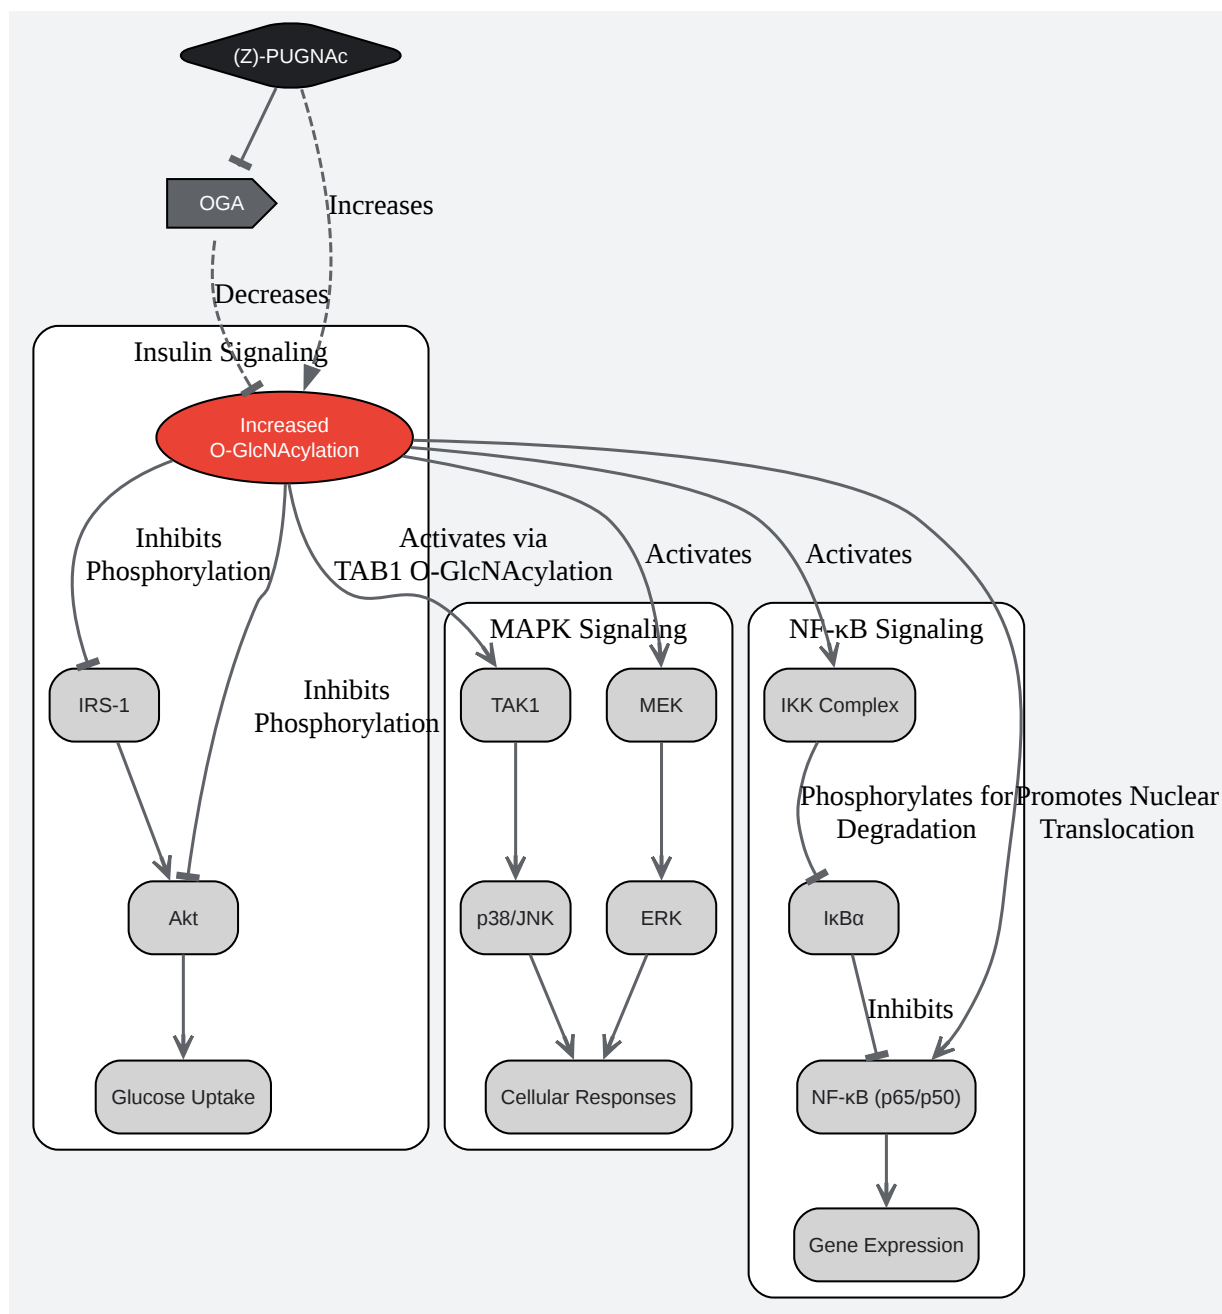 (Z)-PUGNAc
OGA
Increases
Decreases
Insulin Signaling
Increased
O-GlcNAcylation
Inhibits
Phosphorylation
Activates via
TAB1 O-GlcNAcylation
Activates
Activates
MAPK Signaling
NF-κB Signaling
IRS-1
Inhibits
Phosphorylation
TAK1
MEK
IKK Complex
Phosphorylates for
Degradation
Promotes Nuclear
Translocation
Akt
p38/JNK
ERK
IκBα
Inhibits
Glucose Uptake
Cellular Responses
NF-κB (p65/p50)
Gene Expression